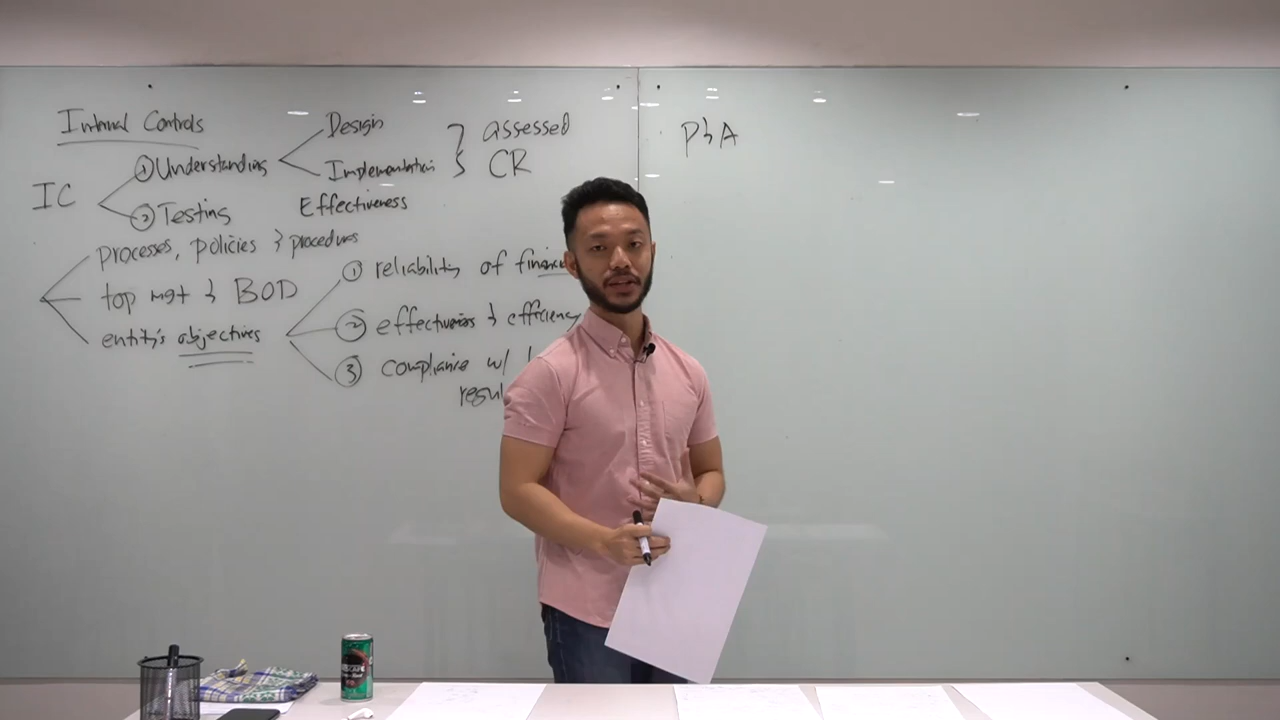 Internal Controls
IC
① Understanding
Design
Implementation
assessed
CR
② Testing
Effectiveness
processes, policies & procedures
top mgt & BOD
entity's objectives
① reliability of
② effectiveness & efficiency
③ compliance w/
P & A